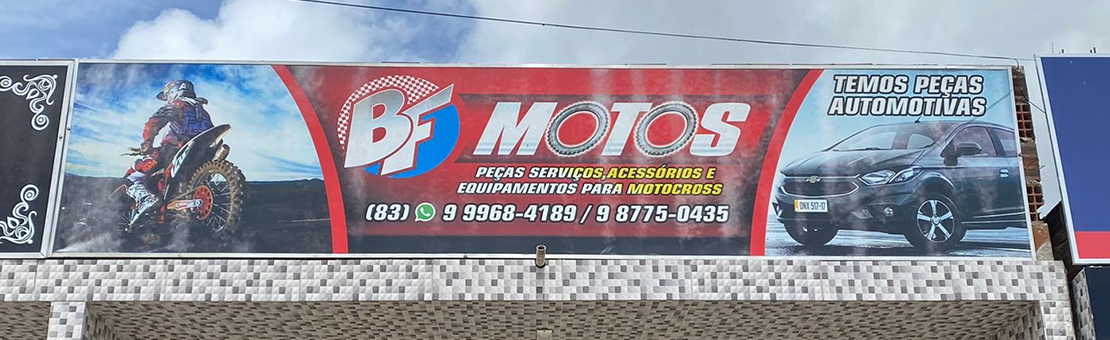 BF MOTOS
PEÇAS SERVIÇOS,ACESSÓRIOS E
EQUIPAMENTOS PARA MOTOCROSS
(83) 9 9968-4189 / 9 8775-0435
TEMOS PEÇAS
AUTOMOTIVAS